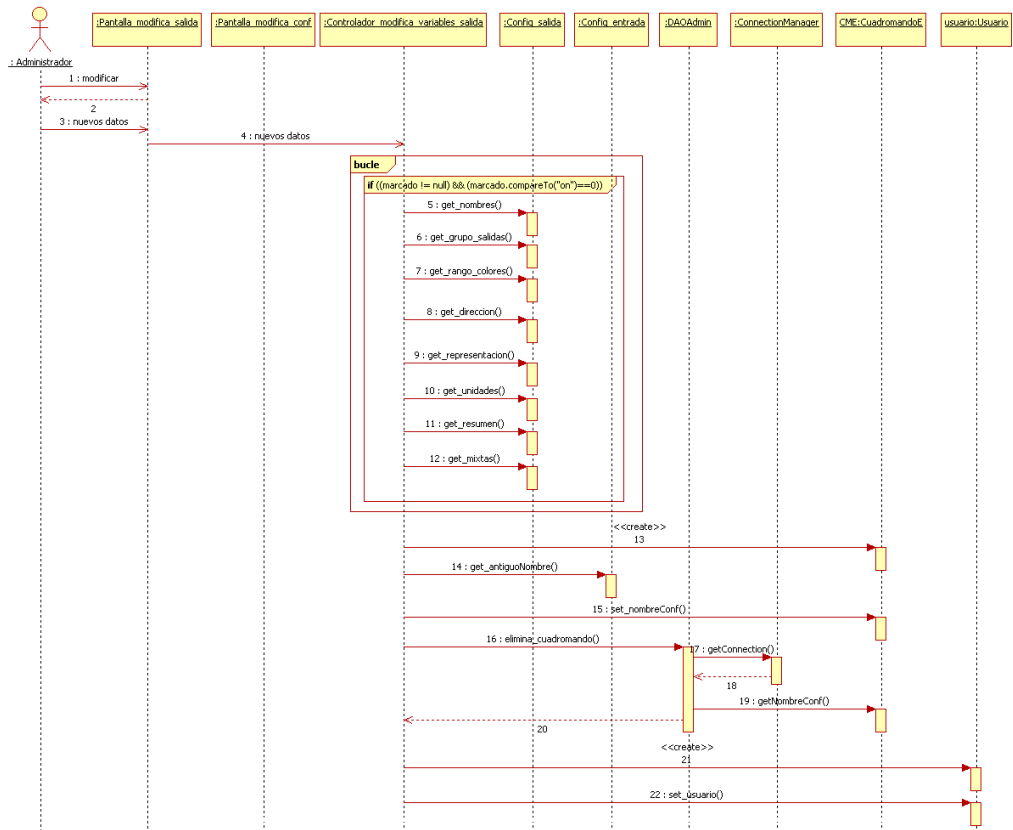 :Pantalla_modifica_salida
:Pantalla_modifica_conf
:Controlador_modifica_variables_salida
:Config_salida
:Config_entrada
:DAOAdmin
:ConnectionManager
CME:CuadromandoE
usuario:Usuario
: Administrador
1 : modificar
2
3 : nuevos datos
4 : nuevos datos
bucle
if ((marcado != null) && (marcado.compareTo("on")==0))
5 : get_nombres()
6 : get_grupo_salidas()
7 : get_rango_colores()
8 : get_direccion()
9 : get_representacion()
10 : get_unidades()
11 : get_resumen()
12 : get_mixtas()
<<create>>
13
14 : get_antiguoNombre()
15 : set_nombreConf()
16 : elimina_cuadromando()
17 : getConnection()
18
19 : getNombreConf()
20
<<create>>
21
22 : set_usuario()